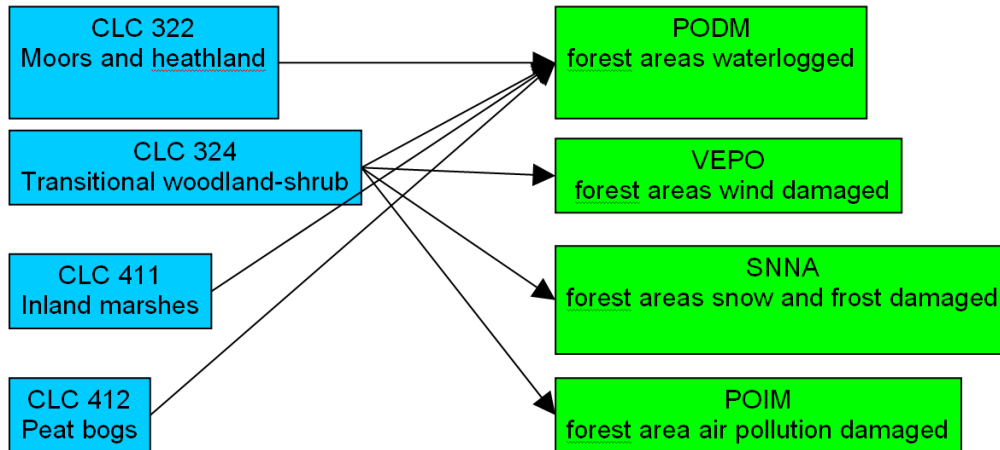 CLC 322
Moors and heathland
CLC 324
Transitional woodland-shrub
CLC 411
Inland marshes
CLC 412
Peat bogs
PODM
forest areas waterlogged
VEPO
forest areas wind damaged
SNNA
forest areas snow and frost damaged
POIM
forest area air pollution damaged